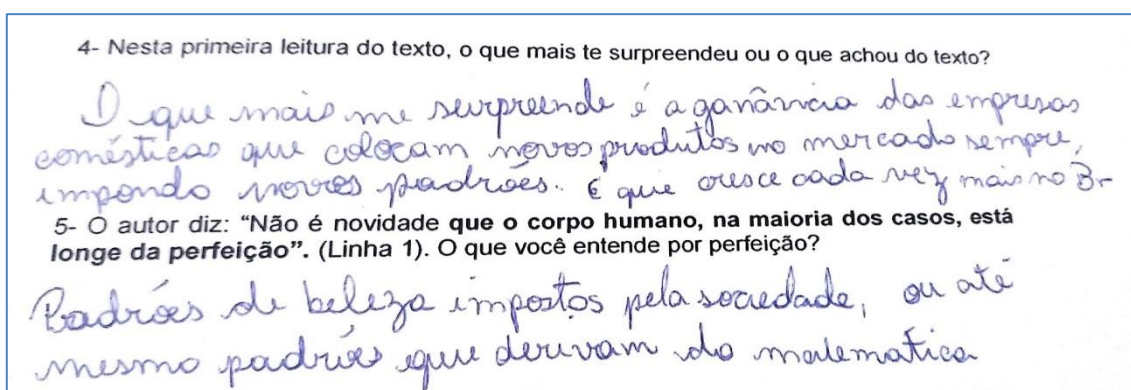 4- Nesta primeira leitura do texto, o que mais te surpreendeu ou o que achou do texto?
O que mais me surpreende é a ganância das empresas
comésticas que colocam novos produtos no mercado sempre,
impondo novos padrões. É que cresce cada vez mais no Br
5- O autor diz: “Não é novidade que o corpo humano, na maioria dos casos, está
longe da perfeição”. (Linha 1). O que você entende por perfeição?
Padrões de beleza impostos pela sociedade, ou até
mesmo padrões que derivam do matematica